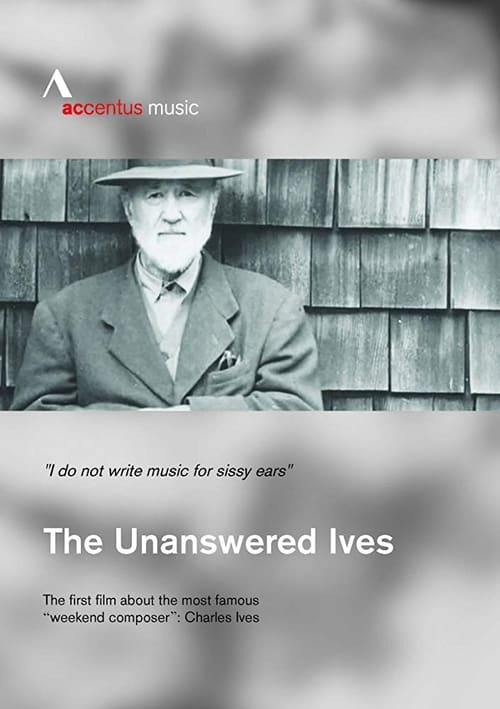 accentus music
"I do not write music for sissy ears"
The Unanswered Ives
The first film about the most famous
“weekend composer”: Charles Ives